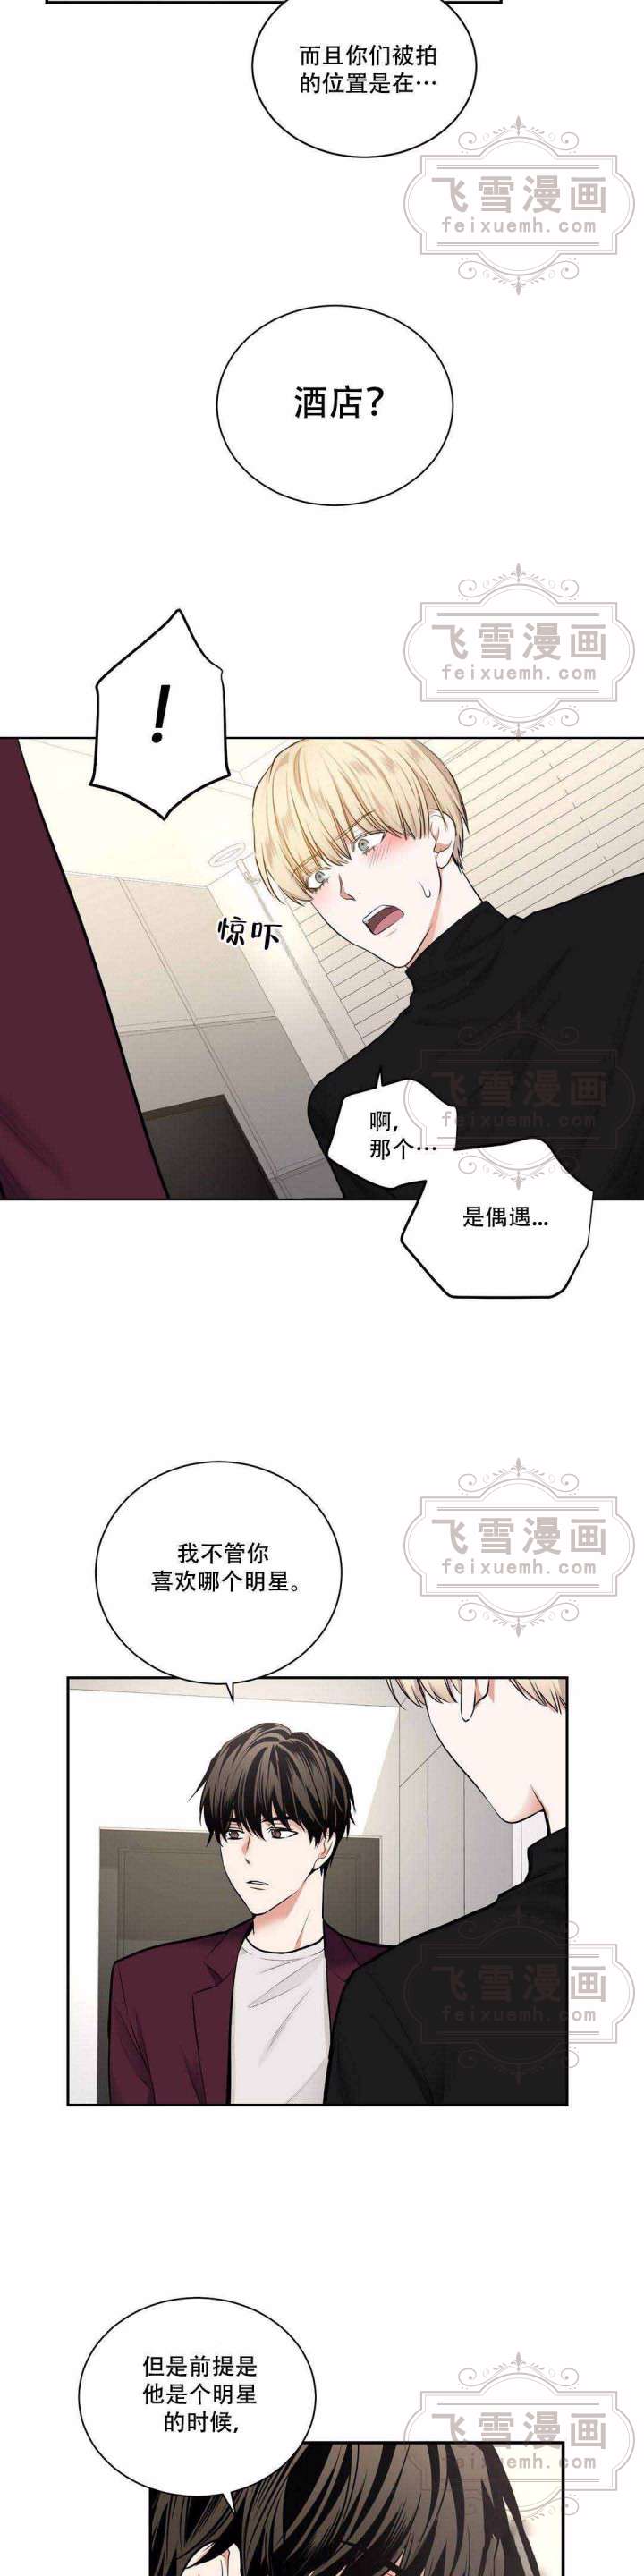 而且你们被拍
的位置是在…
飞雪漫画
feixuemh.com
酒店?
飞雪漫画
feixuemh.com
!
惊吓
飞雪漫画
feixuemh.com
啊,
那个…
是偶遇...
飞雪漫画
feixuemh.com
我不管你
喜欢哪个明星。
飞雪漫画
feixuemh.com
但是前提是
他是个明星
的时候,
飞雪漫画
feixuemh.com